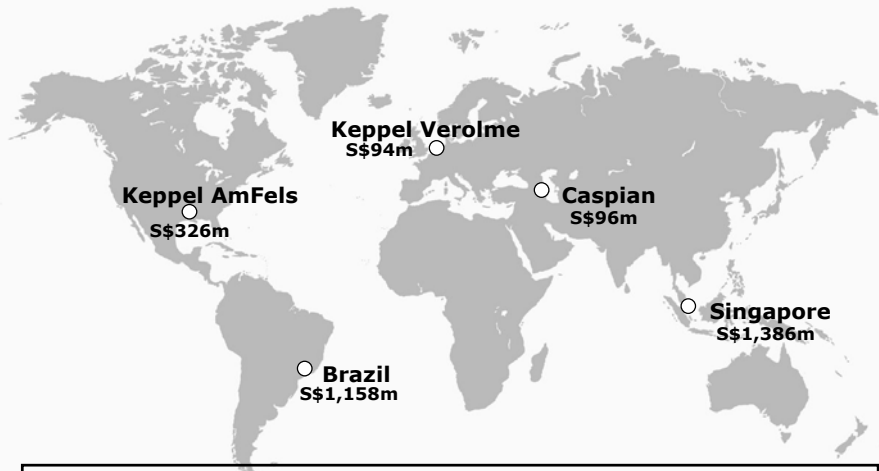 Keppel Verolme
S$94m
Keppel AmFels
S$326m
Caspian
S$96m
Singapore
S$1,386m
Brazil
S$1,158m